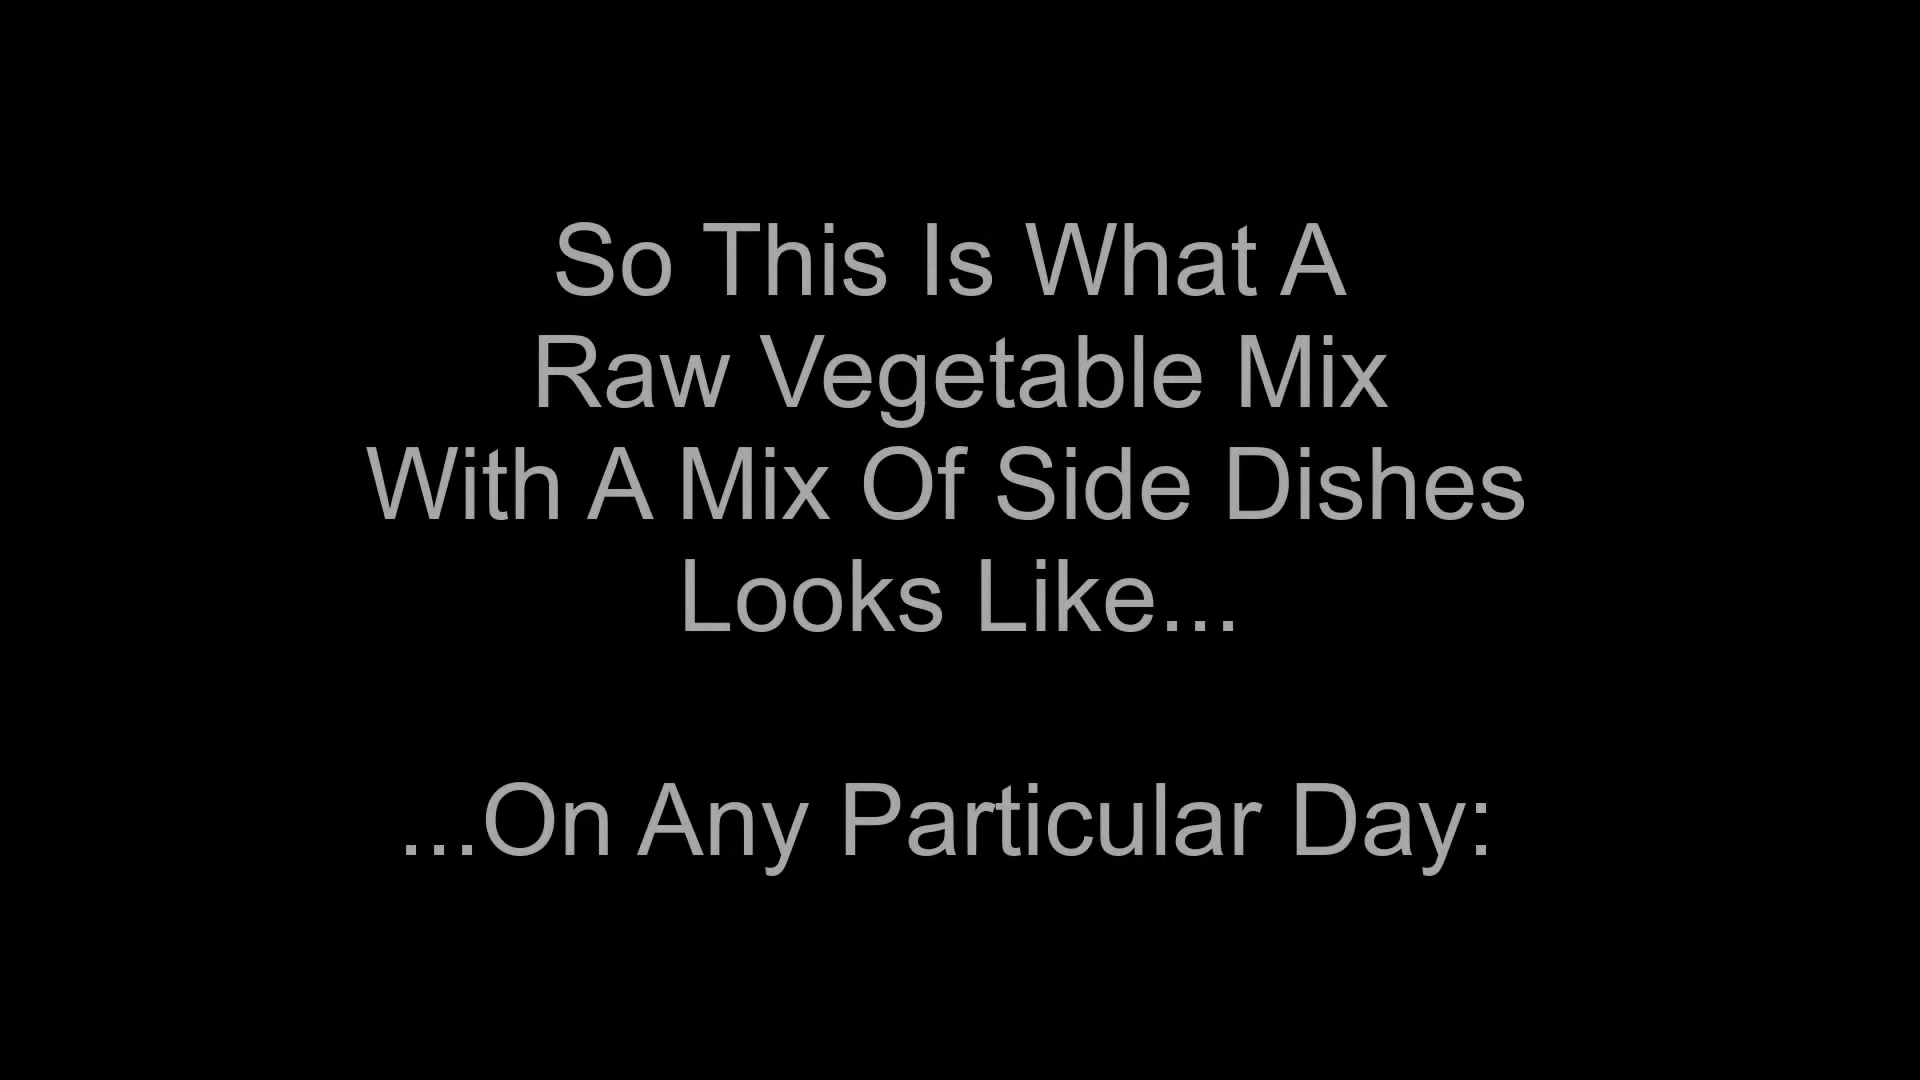 So This Is What A
Raw Vegetable Mix
With A Mix Of Side Dishes
Looks Like...
...On Any Particular Day: